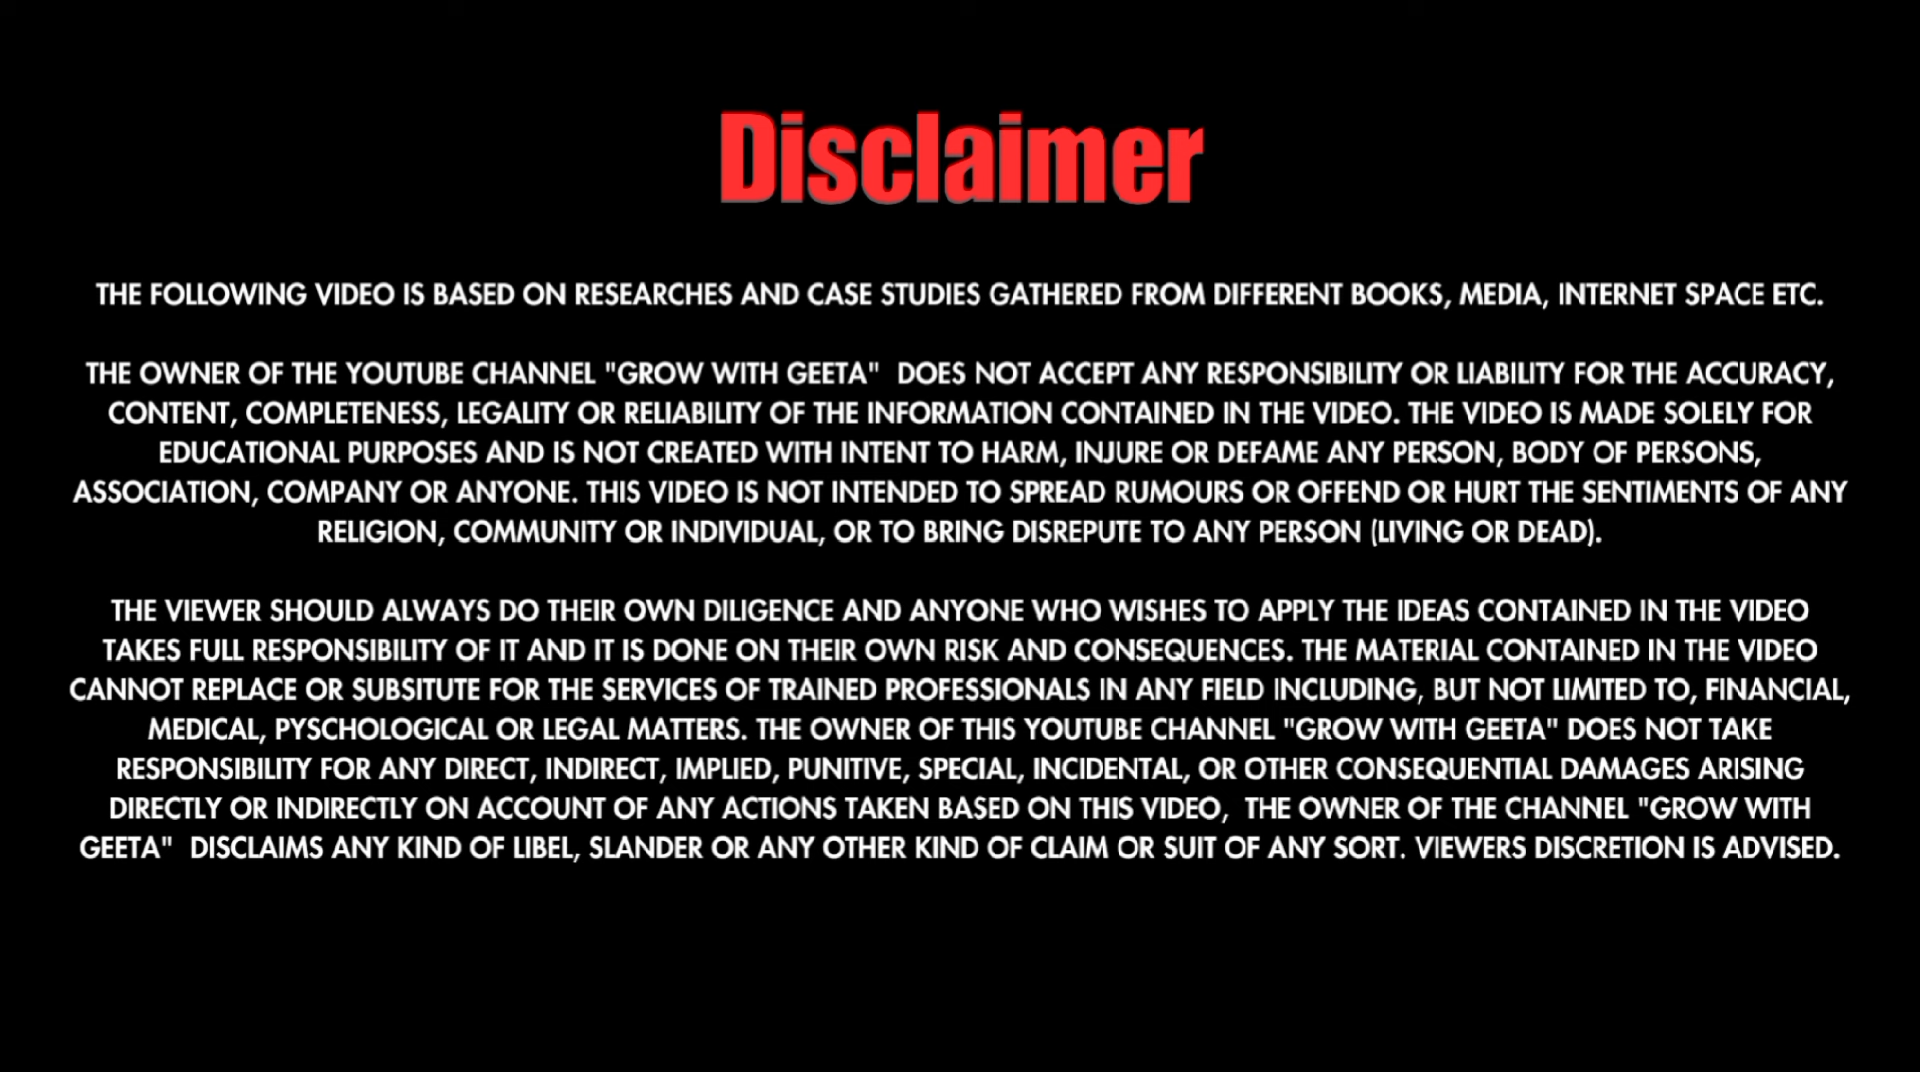 Disclaimer
THE FOLLOWING VIDEO IS BASED ON RESEARCHES AND CASE STUDIES GATHERED FROM DIFFERENT BOOKS, MEDIA, INTERNET SPACE ETC.
THE OWNER OF THE YOUTUBE CHANNEL "GROW WITH GEETA"  DOES NOT ACCEPT ANY RESPONSIBILITY OR LIABILITY FOR THE ACCURACY,
CONTENT, COMPLETENESS, LEGALITY OR RELIABILITY OF THE INFORMATION CONTAINED IN THE VIDEO. THE VIDEO IS MADE SOLELY FOR
EDUCATIONAL PURPOSES AND IS NOT CREATED WITH INTENT TO HARM, INJURE OR DEFAME ANY PERSON, BODY OF PERSONS,
ASSOCIATION, COMPANY OR ANYONE. THIS VIDEO IS NOT INTENDED TO SPREAD RUMOURS OR OFFEND OR HURT THE SENTIMENTS OF ANY
RELIGION, COMMUNITY OR INDIVIDUAL, OR TO BRING DISREPUTE TO ANY PERSON (LIVING OR DEAD).
THE VIEWER SHOULD ALWAYS DO THEIR OWN DILIGENCE AND ANYONE WHO WISHES TO APPLY THE IDEAS CONTAINED IN THE VIDEO
TAKES FULL RESPONSIBILITY OF IT AND IT IS DONE ON THEIR OWN RISK AND CONSEQUENCES. THE MATERIAL CONTAINED IN THE VIDEO
CANNOT REPLACE OR SUBSITUTE FOR THE SERVICES OF TRAINED PROFESSIONALS IN ANY FIELD INCLUDING, BUT NOT LIMITED TO, FINANCIAL,
MEDICAL, PYSCHOLOGICAL OR LEGAL MATTERS. THE OWNER OF THIS YOUTUBE CHANNEL "GROW WITH GEETA" DOES NOT TAKE
RESPONSIBILITY FOR ANY DIRECT, INDIRECT, IMPLIED, PUNITIVE, SPECIAL, INCIDENTAL, OR OTHER CONSEQUENTIAL DAMAGES ARISING
DIRECTLY OR INDIRECTLY ON ACCOUNT OF ANY ACTIONS TAKEN BASED ON THIS VIDEO,  THE OWNER OF THE CHANNEL "GROW WITH
GEETA"  DISCLAIMS ANY KIND OF LIBEL, SLANDER OR ANY OTHER KIND OF CLAIM OR SUIT OF ANY SORT. VIEWERS DISCRETION IS ADVISED.